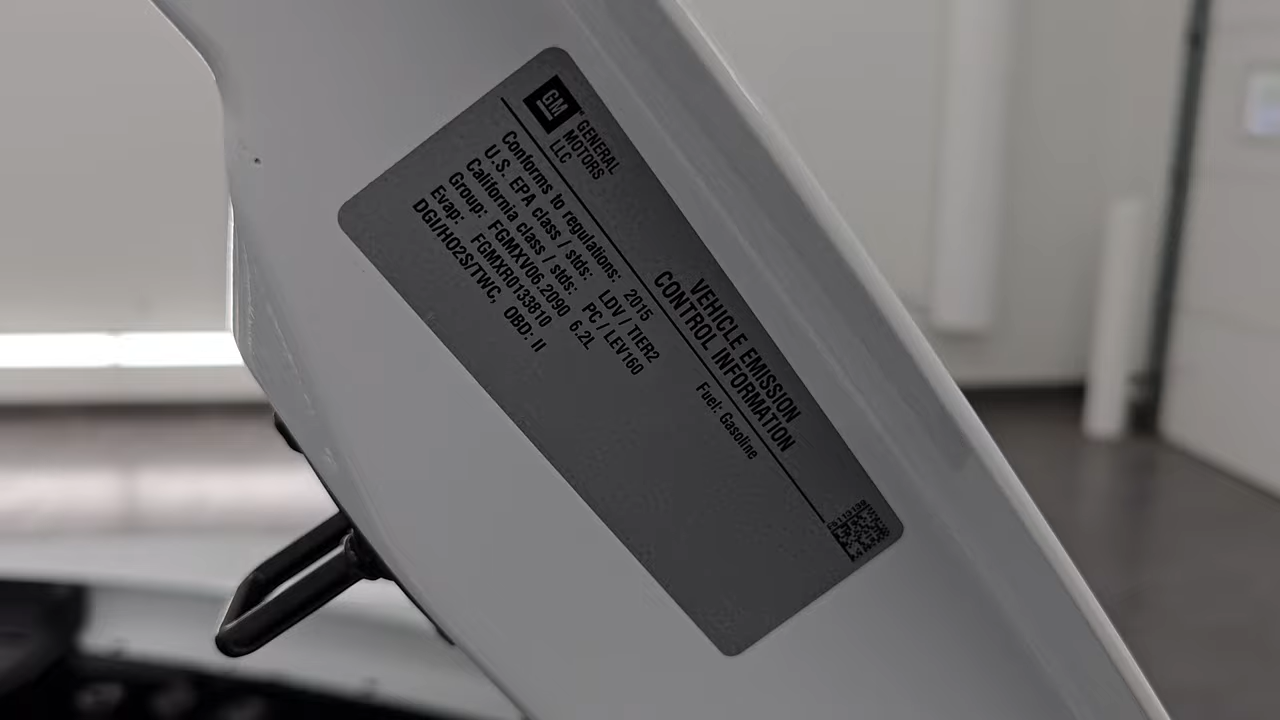 GM
GENERAL
MOTORS
LLC
VEHICLE EMISSION
CONTROL INFORMATION
Conforms to regulations: 2015 Fuel: Gasoline
U.S. EPA class / stds: LDV / TIER2
California class / stds: PC / LEV160
Group: FGMXV06.2090 6.2L
Evap: FGMXR0133810
DGI/HO2S/TWC, OBD: II